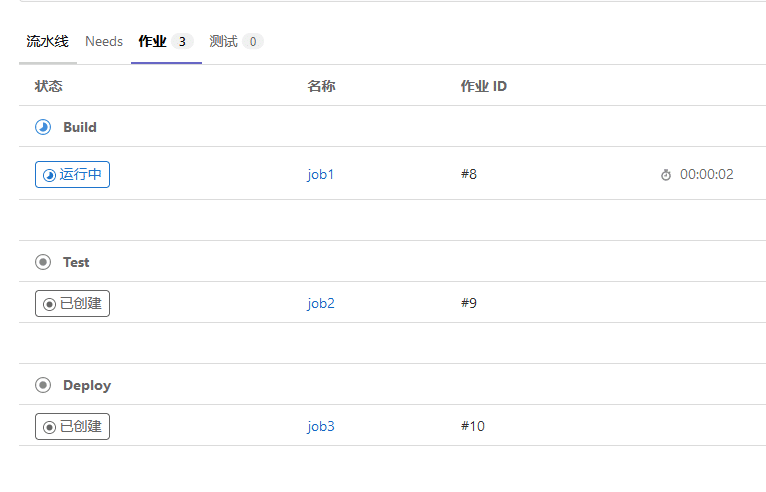 流水线 Needs 作业 3 测试 0
状态 名称 作业 ID
Build
运行中 job1 #8 00:00:02
Test
已创建 job2 #9
Deploy
已创建 job3 #10